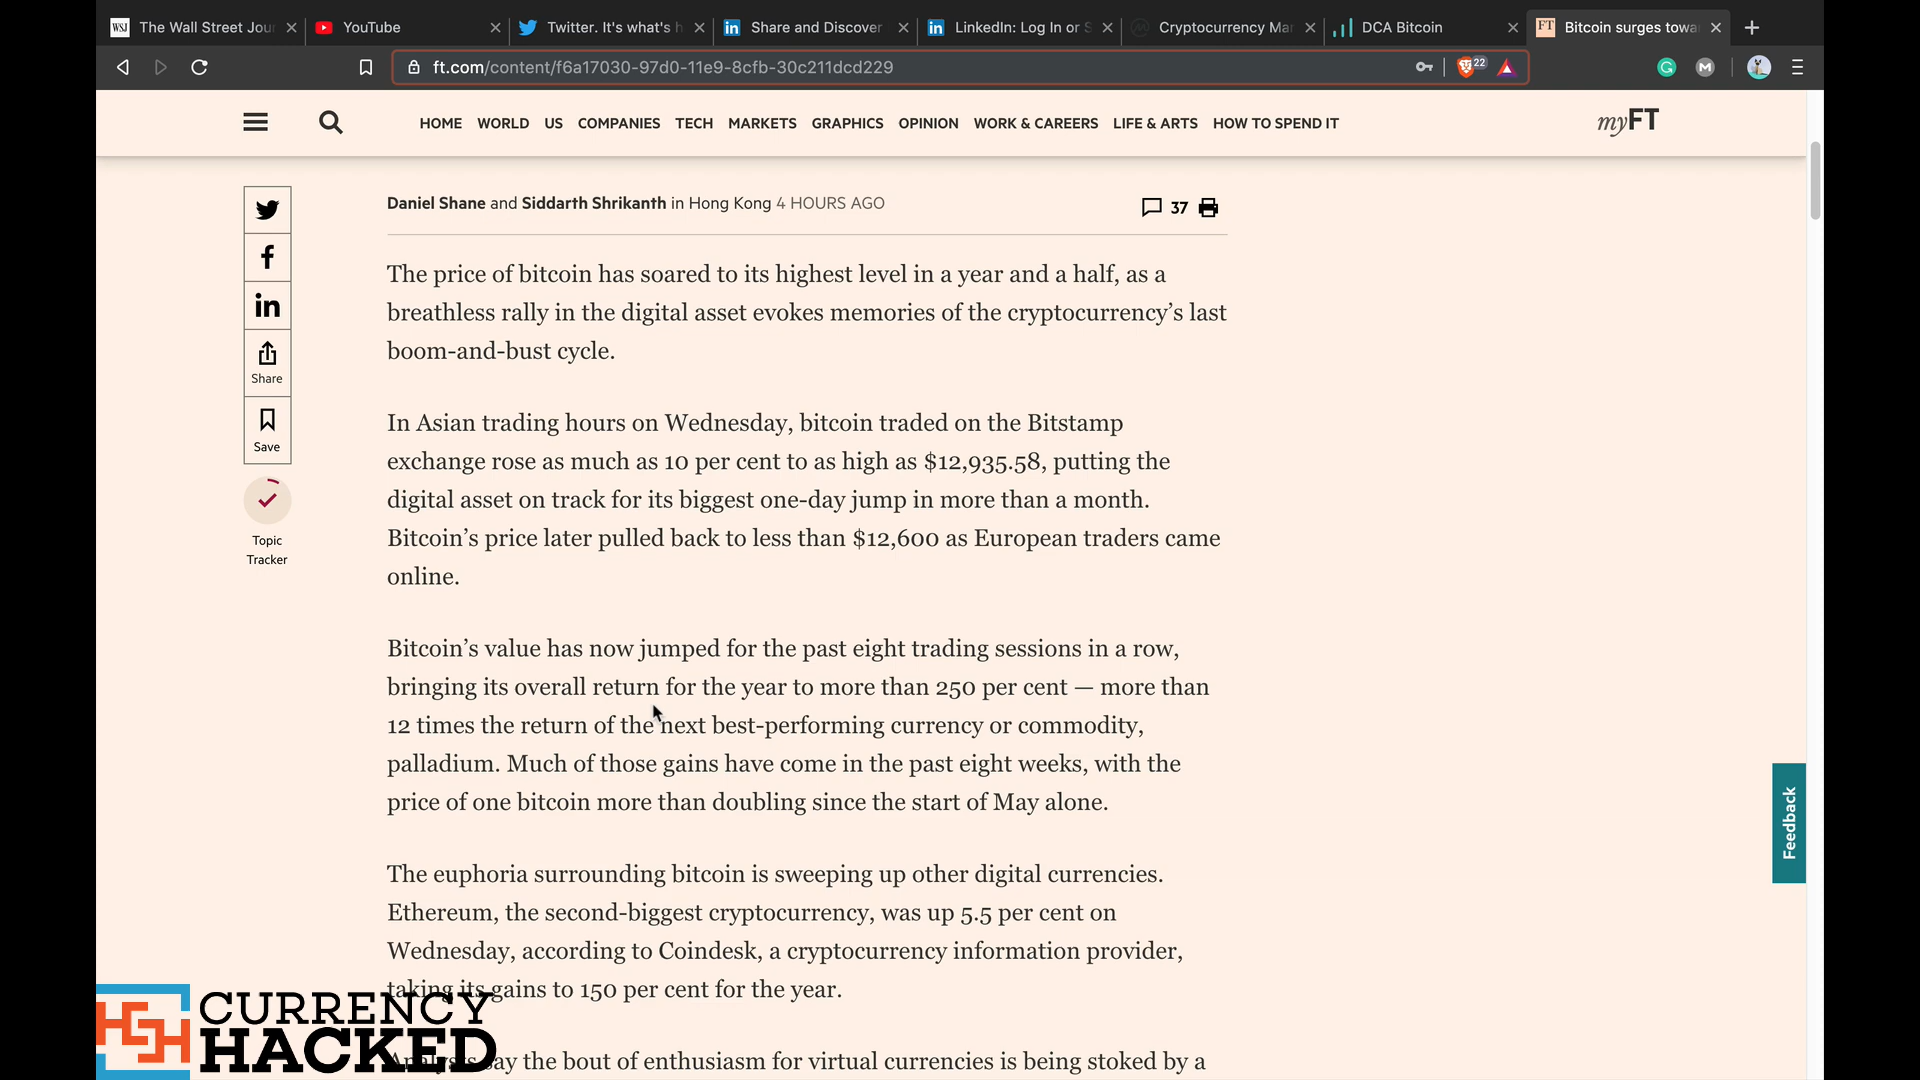 WSJ The Wall Street Jou
YouTube
Twitter. It's what's h
in Share and Discover
in LinkedIn: Log In or S
Cryptocurrency Mar
DCA Bitcoin
FT Bitcoin surges towa
ft.com/content/f6a17030-97d0-11e9-8cfb-30c211dcd229
22
G
M
HOME WORLD US COMPANIES TECH MARKETS GRAPHICS OPINION WORK & CAREERS LIFE & ARTS HOW TO SPEND IT
myFT
Daniel Shane and Siddarth Shrikanth in Hong Kong 4 HOURS AGO
37
f
in
Share
Save
Topic
Tracker
The price of bitcoin has soared to its highest level in a year and a half, as a
breathless rally in the digital asset evokes memories of the cryptocurrency’s last
boom-and-bust cycle.
In Asian trading hours on Wednesday, bitcoin traded on the Bitstamp
exchange rose as much as 10 per cent to as high as $12,935.58, putting the
digital asset on track for its biggest one-day jump in more than a month.
Bitcoin’s price later pulled back to less than $12,600 as European traders came
online.
Bitcoin’s value has now jumped for the past eight trading sessions in a row,
bringing its overall return for the year to more than 250 per cent — more than
12 times the return of the next best-performing currency or commodity,
palladium. Much of those gains have come in the past eight weeks, with the
price of one bitcoin more than doubling since the start of May alone.
The euphoria surrounding bitcoin is sweeping up other digital currencies.
Ethereum, the second-biggest cryptocurrency, was up 5.5 per cent on
Wednesday, according to Coindesk, a cryptocurrency information provider,
taking its gains to 150 per cent for the year.
Analysts say the bout of enthusiasm for virtual currencies is being stoked by a
Feedback
HSH
CURRENCY
HACKED